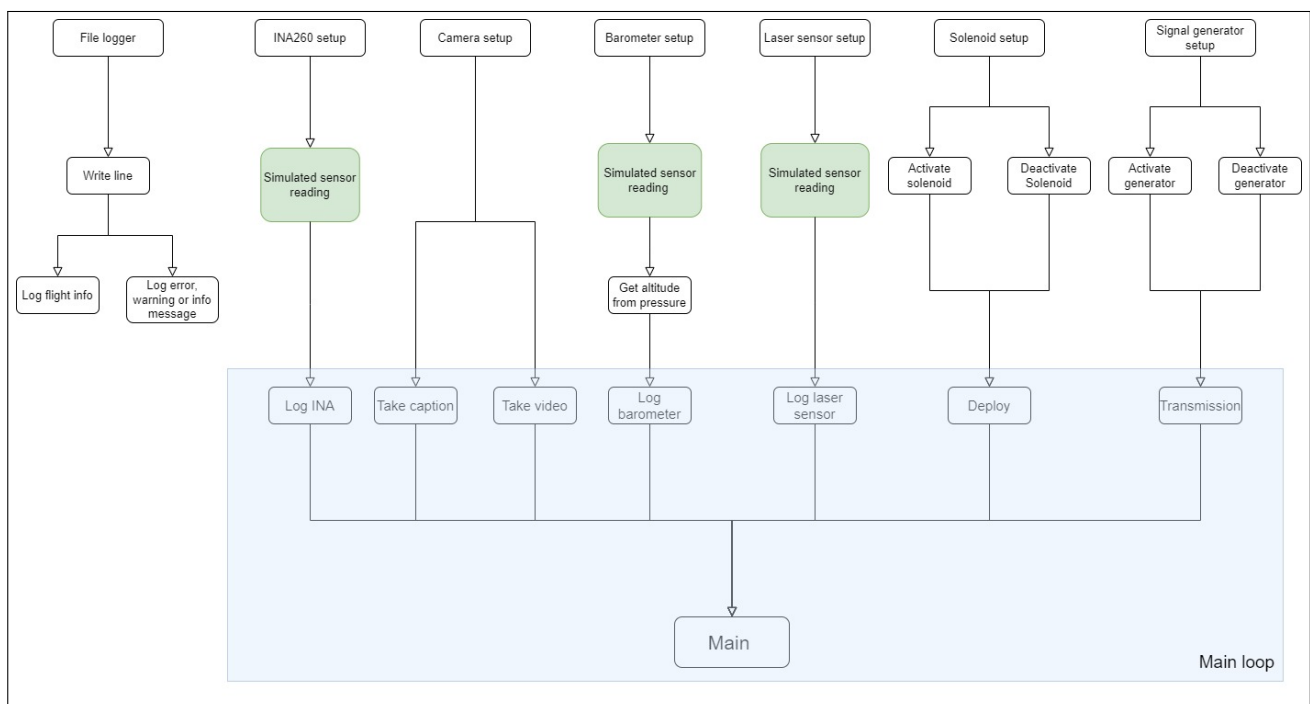 File logger
INA260 setup
Camera setup
Barometer setup
Laser sensor setup
Solenoid setup
Signal generator
setup
Write line
Simulated sensor
reading
Simulated sensor
reading
Simulated sensor
reading
Activate
solenoid
Deactivate
Solenoid
Activate
generator
Deactivate
generator
Log flight info
Log error,
warning or info
message
Get altitude
from pressure
Log INA
Take caption
Take video
Log
barometer
Log laser
sensor
Deploy
Transmission
Main
Main loop